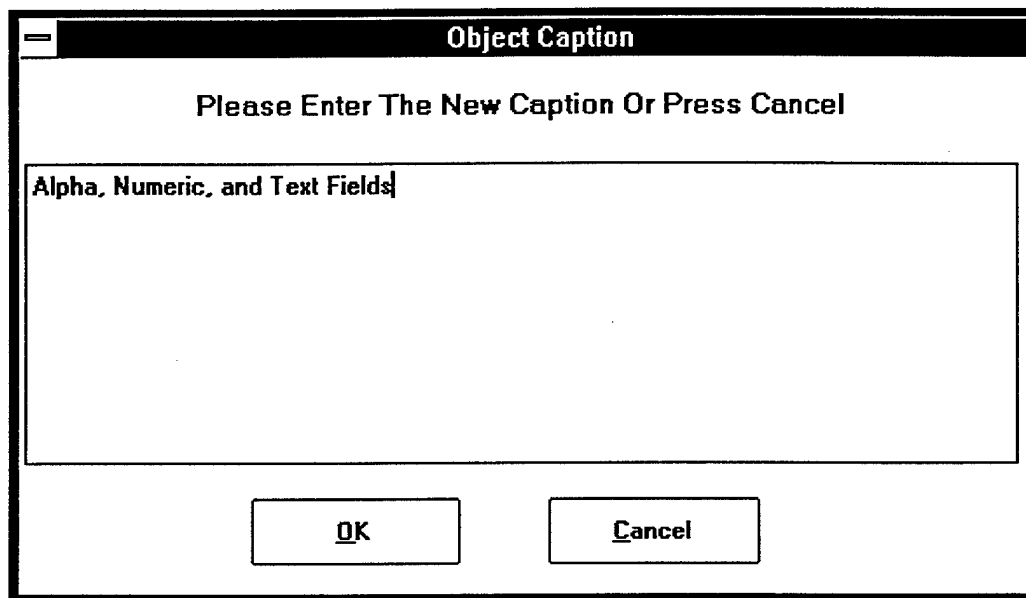 Object Caption
Please Enter The New Caption Or Press Cancel
Alpha, Numeric, and Text Fields
OK
Cancel